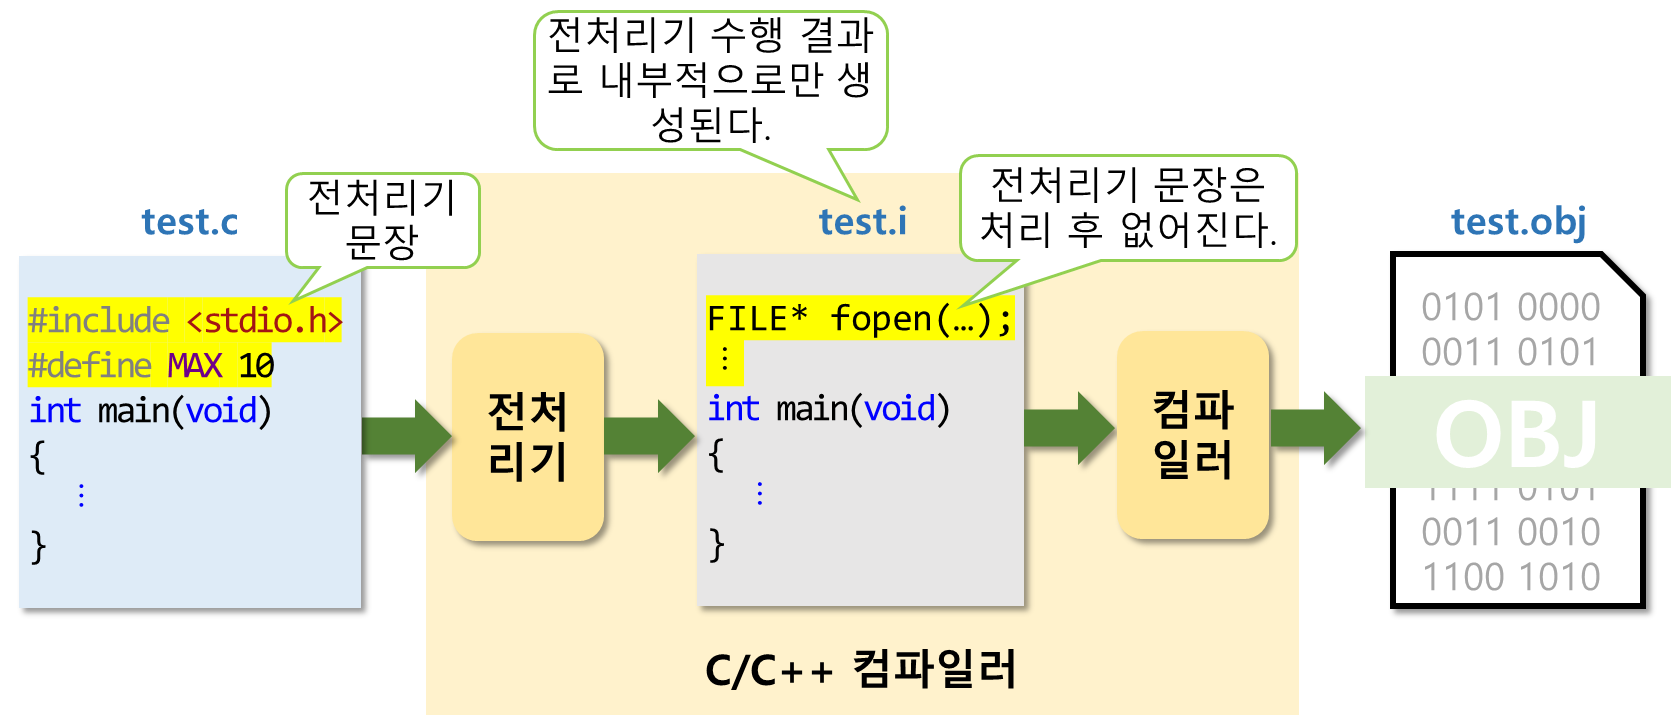 전처리기 수행 결과
로 내부적으로만 생
성된다.
전처리기
문장
전처리기 문장은
처리 후 없어진다.
test.c
test.i
test.obj
#include <stdio.h>
#define MAX 10
int main(void)
{
⋮
}
전처
리기
FILE* fopen(…);
⋮
int main(void)
{
⋮
}
컴파
일러
0101 0000
0011 0101
OBJ
1111 0101
0011 0010
1100 1010
C/C++ 컴파일러